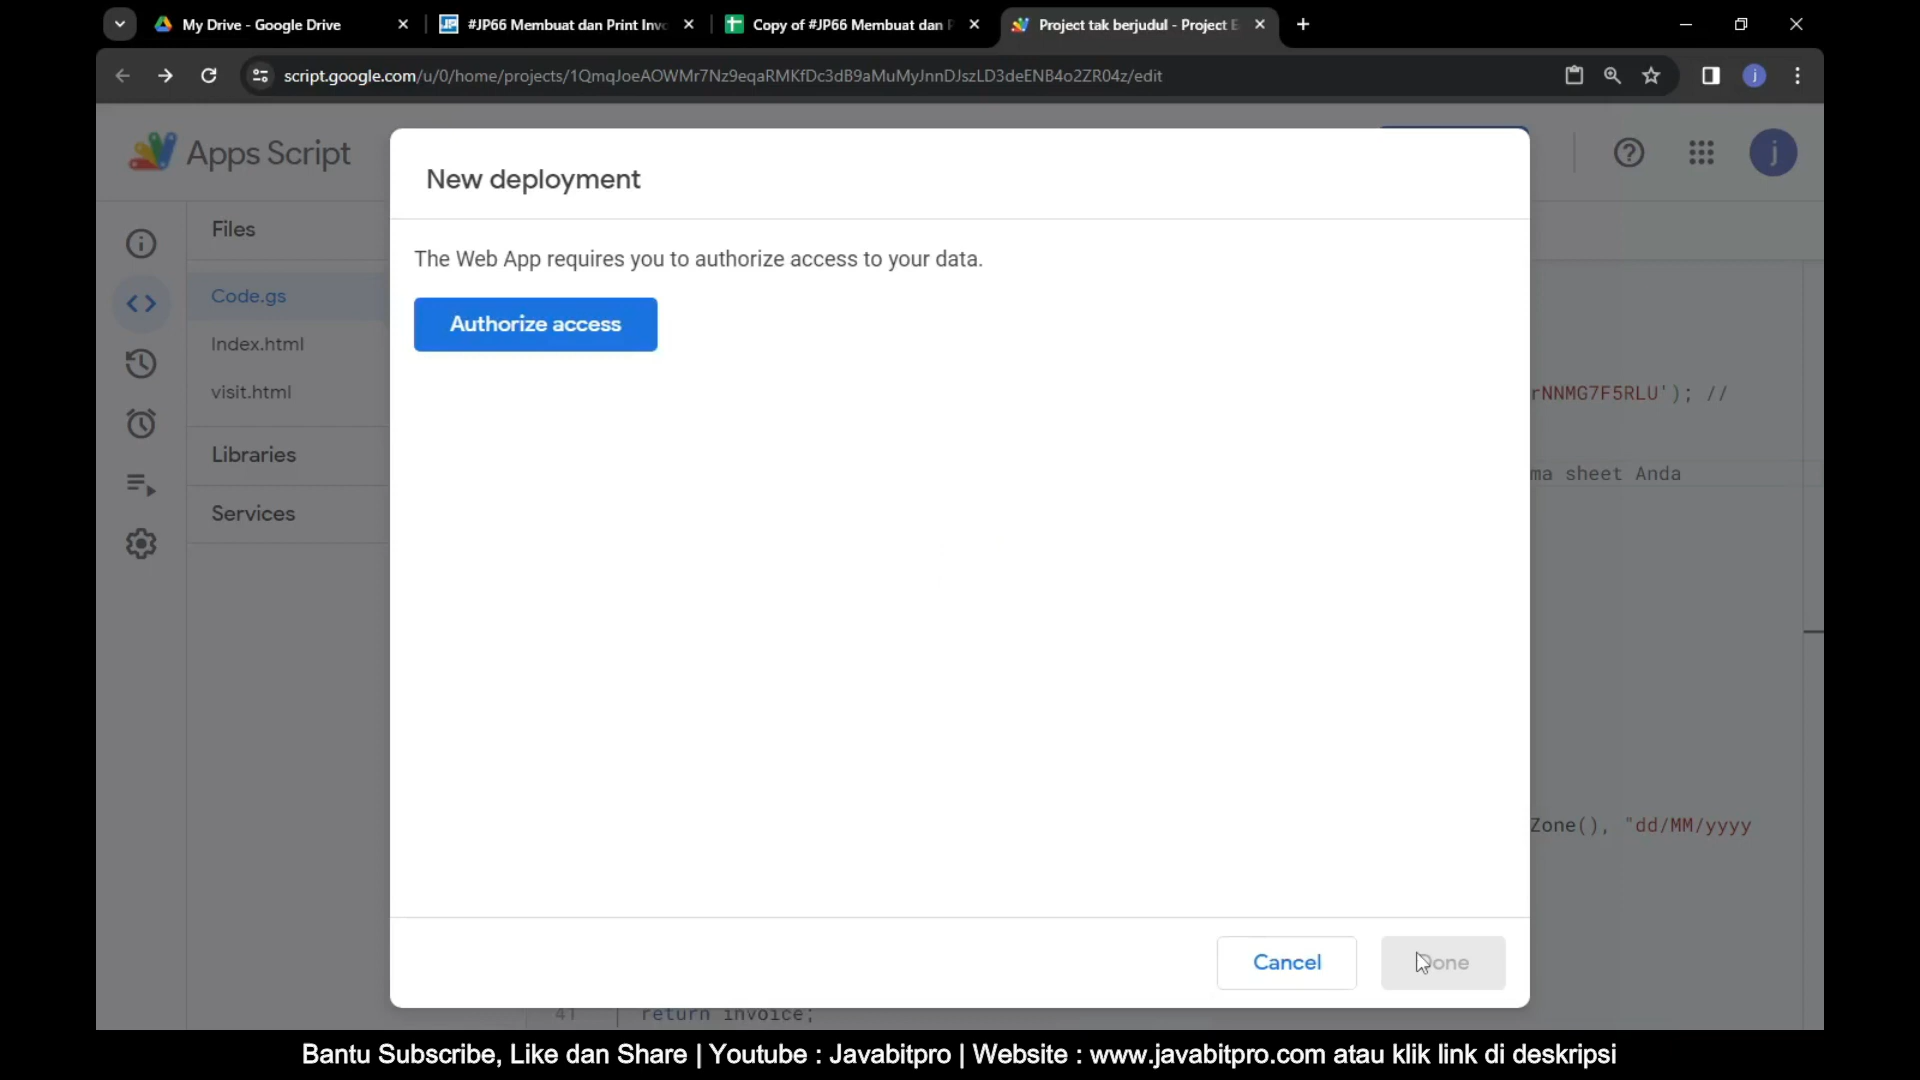 My Drive - Google Drive
#JP66 Membuat dan Print Inv
Copy of #JP66 Membuat dan P
Project tak berjudul - Project E
script.google.com/u/0/home/projects/1QmqJoeAOWMr7Nz9eqaRMKfDc3dB9aMuMyJnnDJszLD3deENB4o2ZR04z/edit
j
Apps Script
j
New deployment
Files
The Web App requires you to authorize access to your data.
Code.gs
Authorize access
Index.html
visit.html
rNNMG7F5RLU'); //
Libraries
ma sheet Anda
Services
Zone(), "dd/MM/yyyy
Cancel
Done
41 return invoice;
Bantu Subscribe, Like dan Share | Youtube : Javabitpro | Website : www.javabitpro.com atau klik link di deskripsi